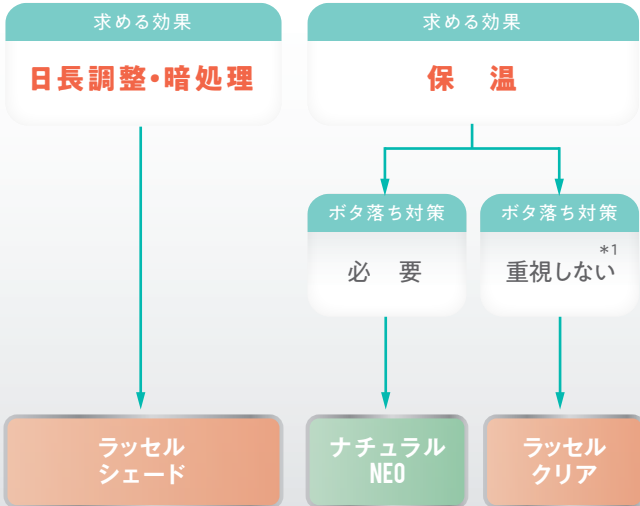 求める効果
日長調整・暗処理
求める効果
保 温
ボタ落ち対策
必 要
ボタ落ち対策
重視しない*1
ラッセル
シェード
ナチュラル
NEO
ラッセル
クリア